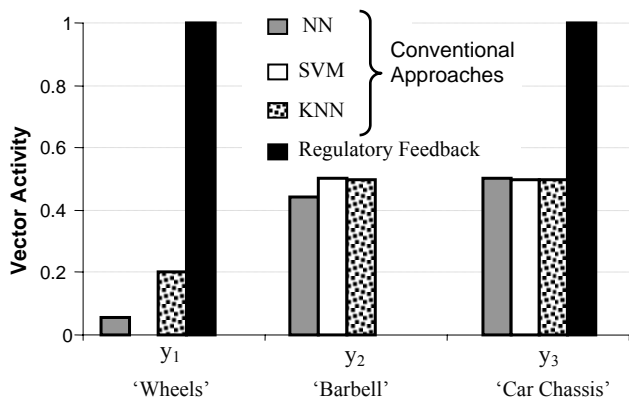 Vector Activity
1
0.8
0.6
0.4
0.2
0
NN
SVM
KNN
Conventional
Approaches
Regulatory Feedback
y1 y2 y3
‘Wheels’ ‘Barbell’ ‘Car Chassis’